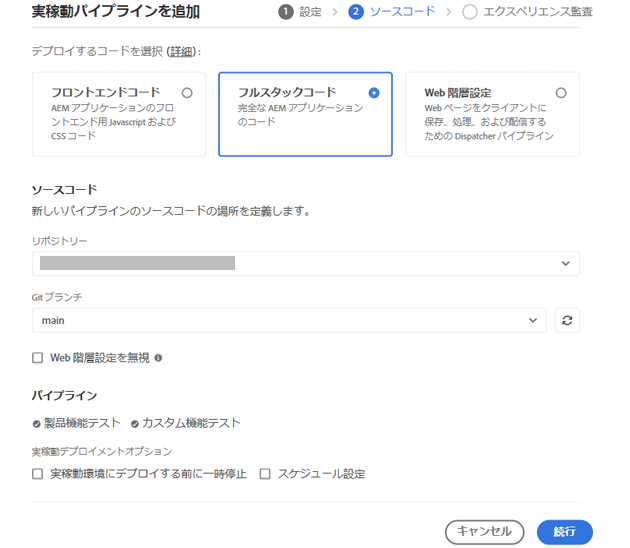 実稼動パイプラインを追加
1 設定 > 2 ソースコード > エクスペリエンス監査
デプロイするコードを選択 (詳細) :
フロントエンドコード
AEM アプリケーションのフロ
ントエンド用 Javascript および
CSS コード
フルスタックコード
完全な AEM アプリケーション
のコード
Web 階層設定
Web ページをクライアントに
保存、処理、および配信する
ための Dispatcher パイプライン
ソースコード
新しいパイプラインのソースコードの場所を定義します。
リポジトリー
Git ブランチ
main
Web 階層設定を無視
パイプライン
製品機能テスト カスタム機能テスト
実稼動デプロイメントオプション
実稼動環境にデプロイする前に一時停止 スケジュール設定
キャンセル 続行